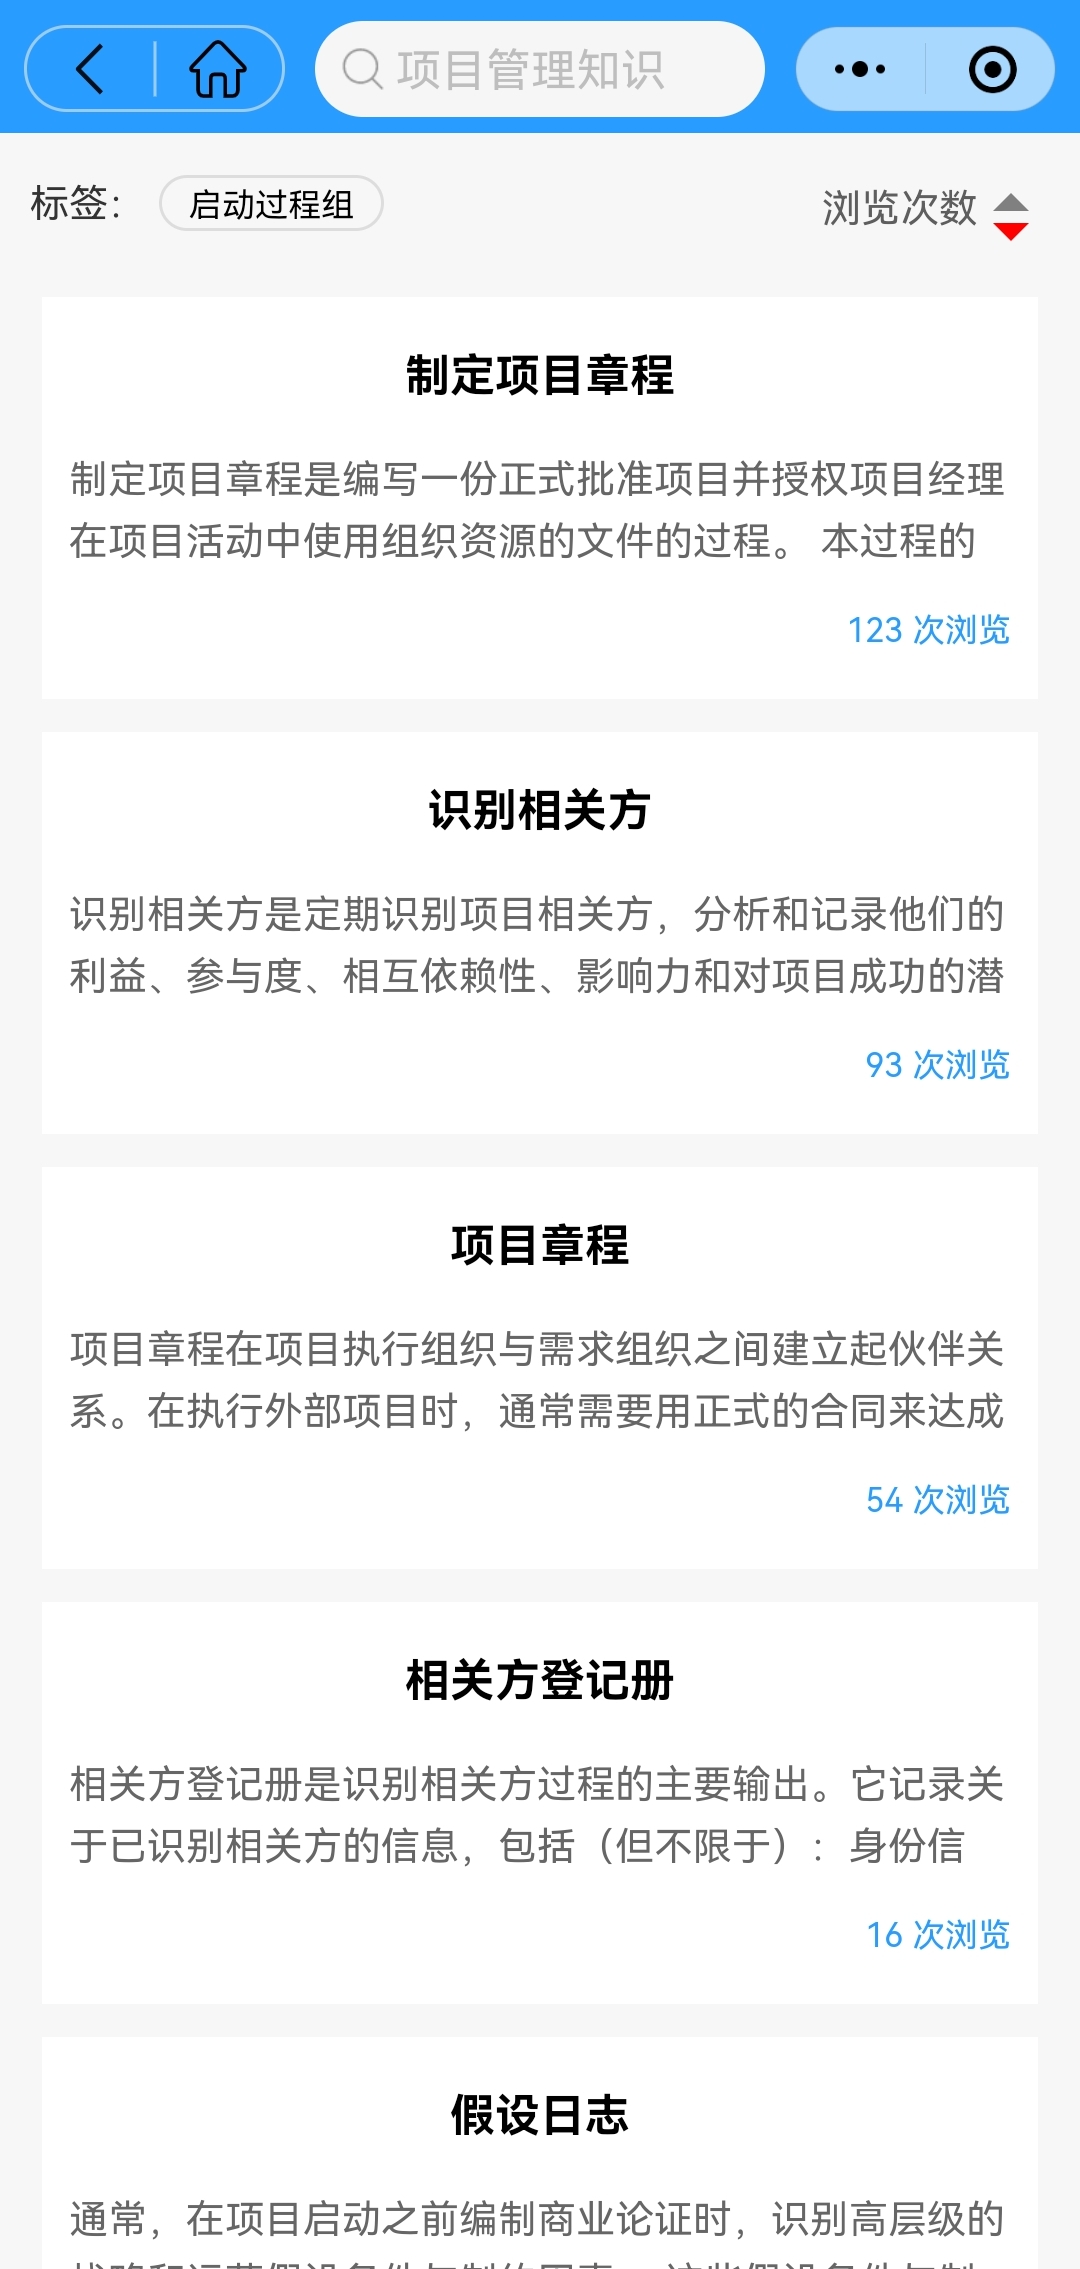 项目管理知识
标签：
启动过程组
浏览次数
制定项目章程
制定项目章程是编写一份正式批准项目并授权项目经理
在项目活动中使用组织资源的文件的过程。 本过程的
123 次浏览
识别相关方
识别相关方是定期识别项目相关方，分析和记录他们的
利益、参与度、相互依赖性、影响力和对项目成功的潜
93 次浏览
项目章程
项目章程在项目执行组织与需求组织之间建立起伙伴关
系。在执行外部项目时，通常需要用正式的合同来达成
54 次浏览
相关方登记册
相关方登记册是识别相关方过程的主要输出。它记录关
于已识别相关方的信息，包括（但不限于）：身份信
16 次浏览
假设日志
通常，在项目启动之前编制商业论证时，识别高层级的